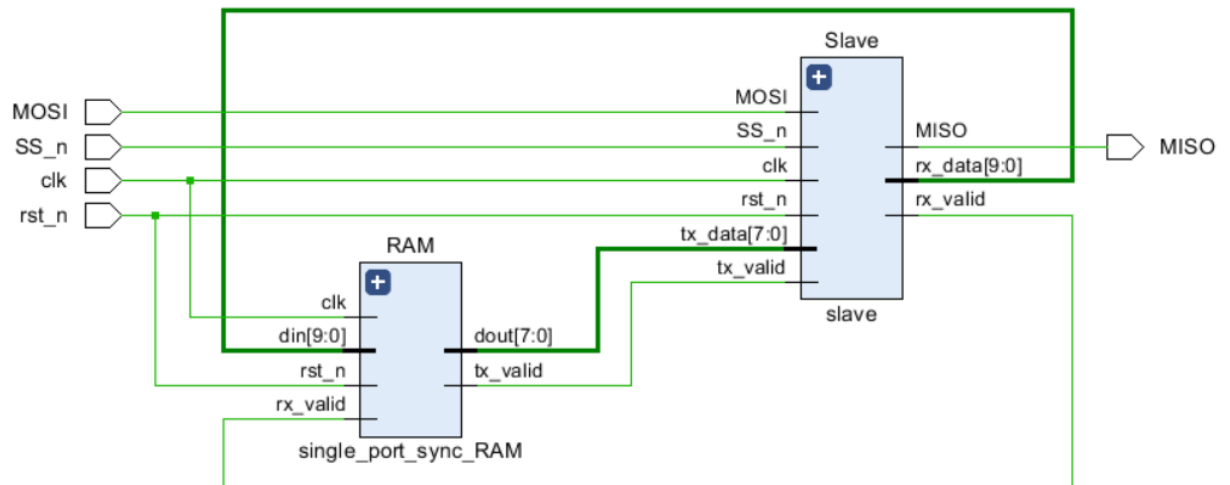 Slave
MOSI
MOSI
SS_n
SS_n
MISO
MISO
clk
clk
rx_data[9:0]
rst_n
rst_n
rx_valid
tx_data[7:0]
RAM
tx_valid
clk
slave
din[9:0]
dout[7:0]
rst_n
tx_valid
rx_valid
single_port_sync_RAM